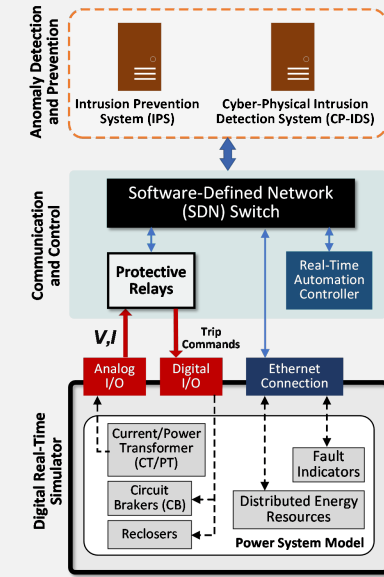 Anomaly Detection
and Prevention
Intrusion Prevention
System (IPS)
Cyber-Physical Intrusion
Detection System (CP-IDS)
Communication
and Control
Software-Defined Network
(SDN) Switch
Protective
Relays
Real-Time
Automation
Controller
V,I
Trip
Commands
Analog
I/O
Digital
I/O
Ethernet
Connection
Digital Real-Time
Simulator
Current/Power
Transformer
(CT/PT)
Circuit
Brakers (CB)
Reclosers
Fault
Indicators
Distributed Energy
Resources
Power System Model